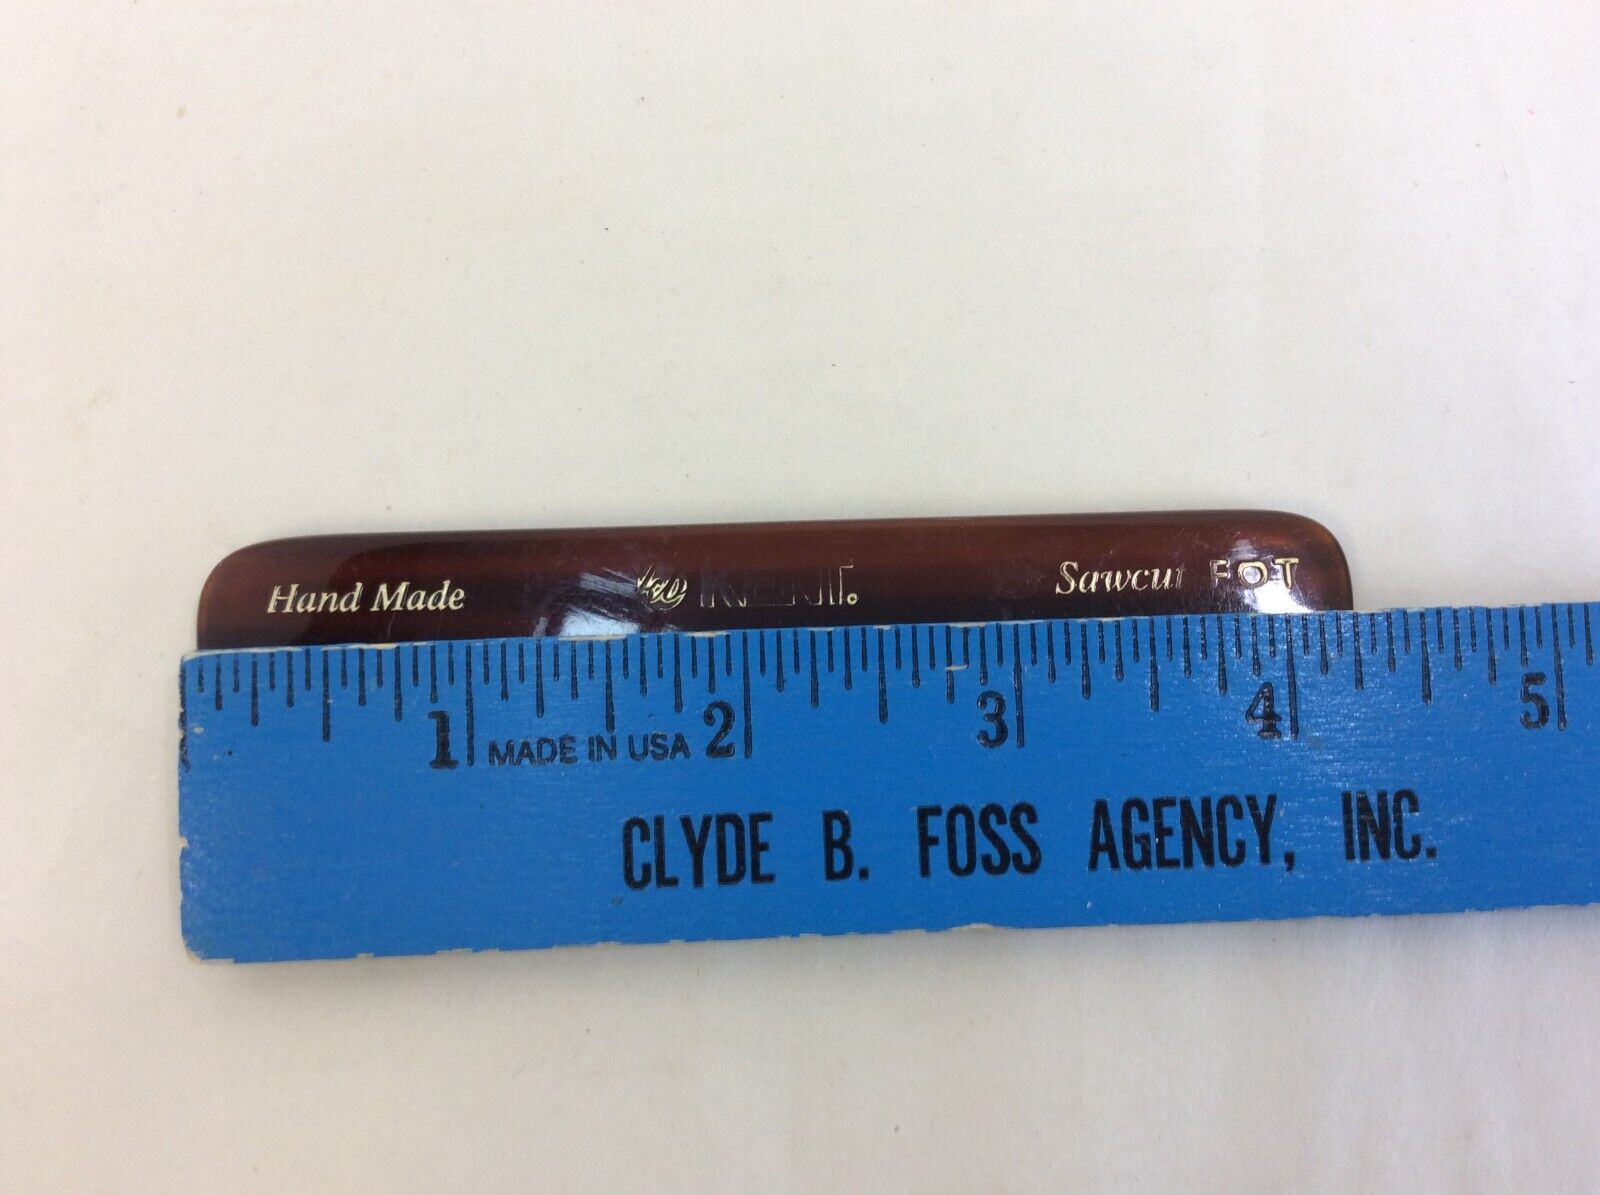 Hand Made KENT. Sawcut FOT
1 2 3 4 5
MADE IN USA
CLYDE B. FOSS AGENCY, INC.